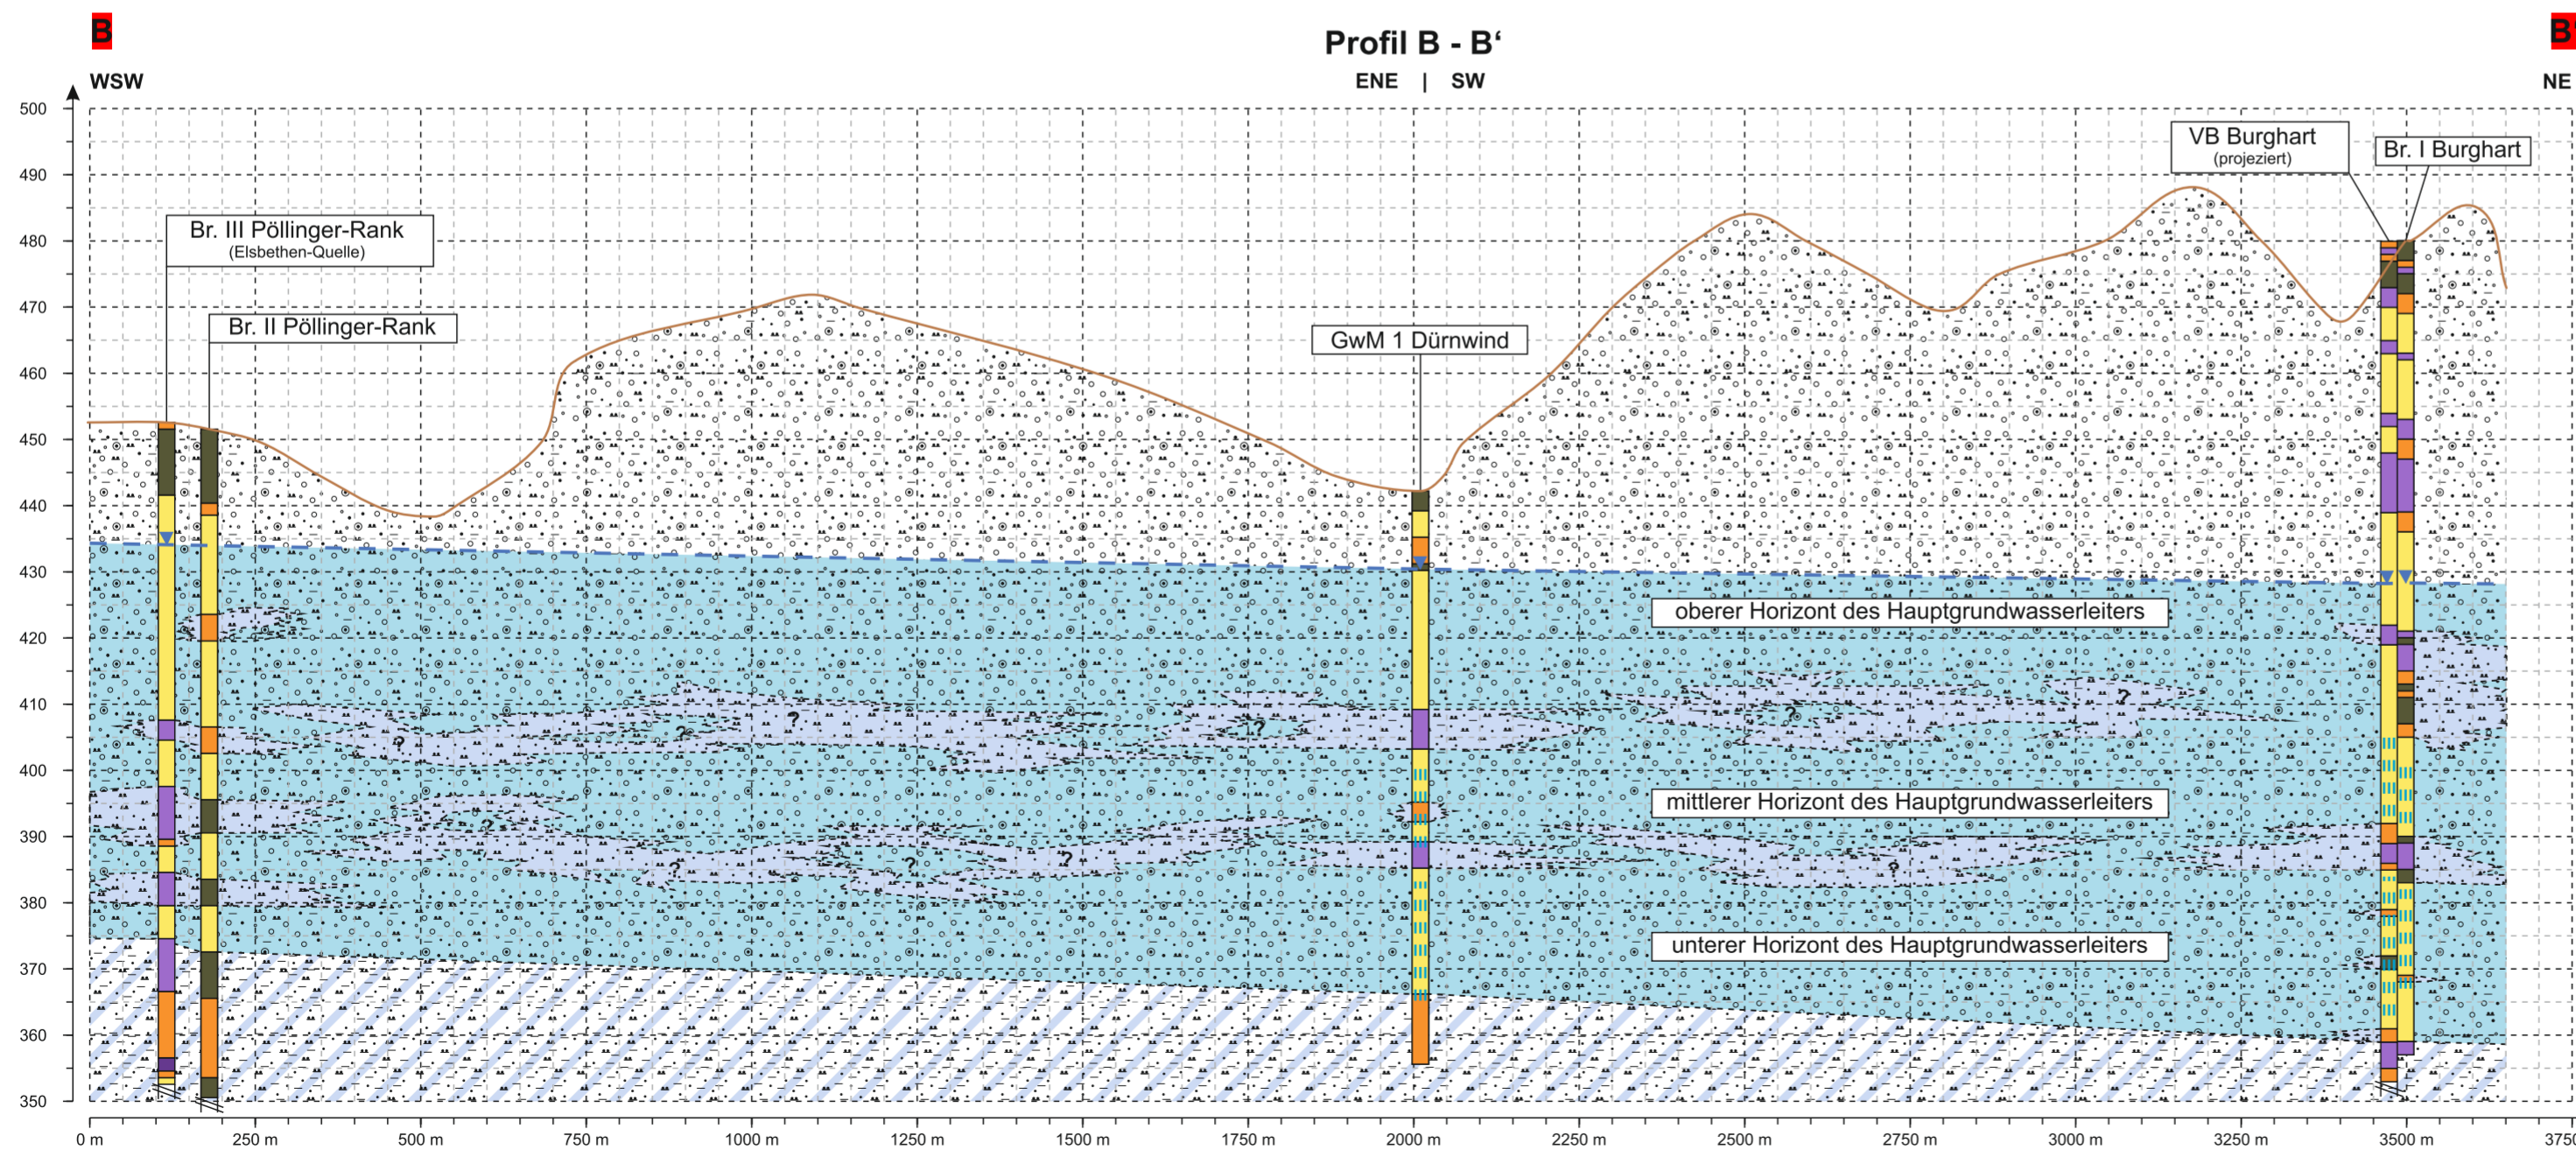 B
B
Profil B - B‘
WSW
ENE | SW
NE
500
490
480
470
460
450
440
430
420
410
400
390
380
370
360
350
Br. III Pöllinger-Rank
(Elsbethen-Quelle)
Br. II Pöllinger-Rank
GwM 1 Dürnwind
VB Burghart
(projeziert)
Br. I Burghart
oberer Horizont des Hauptgrundwasserleiters
mittlerer Horizont des Hauptgrundwasserleiters
unterer Horizont des Hauptgrundwasserleiters
?
?
?
?
?
?
?
?
?
?
?
?
0 m
250 m
500 m
750 m
1000 m
1250 m
1500 m
1750 m
2000 m
2250 m
2500 m
2750 m
3000 m
3250 m
3500 m